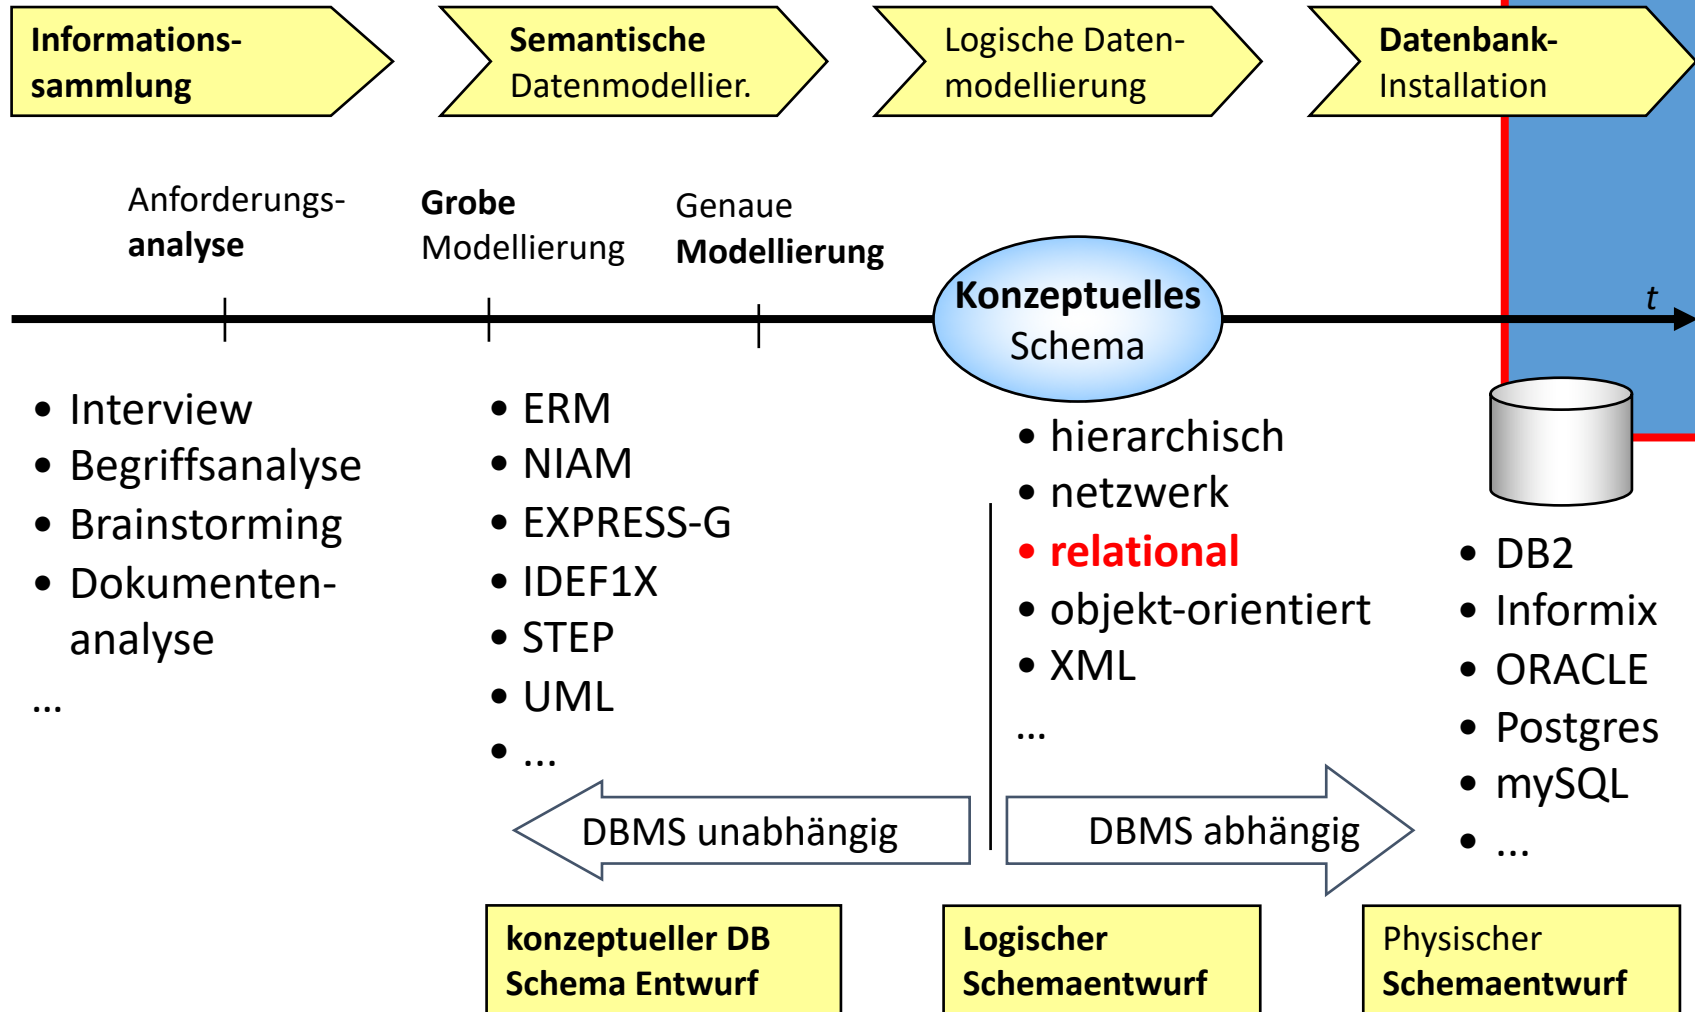 Informations-
sammlung
Semantische
Datenmodellier.
Logische Daten-
modellierung
Datenbank-
Installation
Anforderungs-
analyse
Grobe
Modellierung
Genaue
Modellierung
Konzeptuelles
Schema
t
• Interview
• Begriffsanalyse
• Brainstorming
• Dokumenten-
analyse
...
• ERM
• NIAM
• EXPRESS-G
• IDEF1X
• STEP
• UML
• ...
• hierarchisch
• netzwerk
• relational
• objekt-orientiert
• XML
...
• DB2
• Informix
• ORACLE
• Postgres
• mySQL
• ...
DBMS unabhängig
DBMS abhängig
konzeptueller DB
Schema Entwurf
Logischer
Schemaentwurf
Physischer
Schemaentwurf